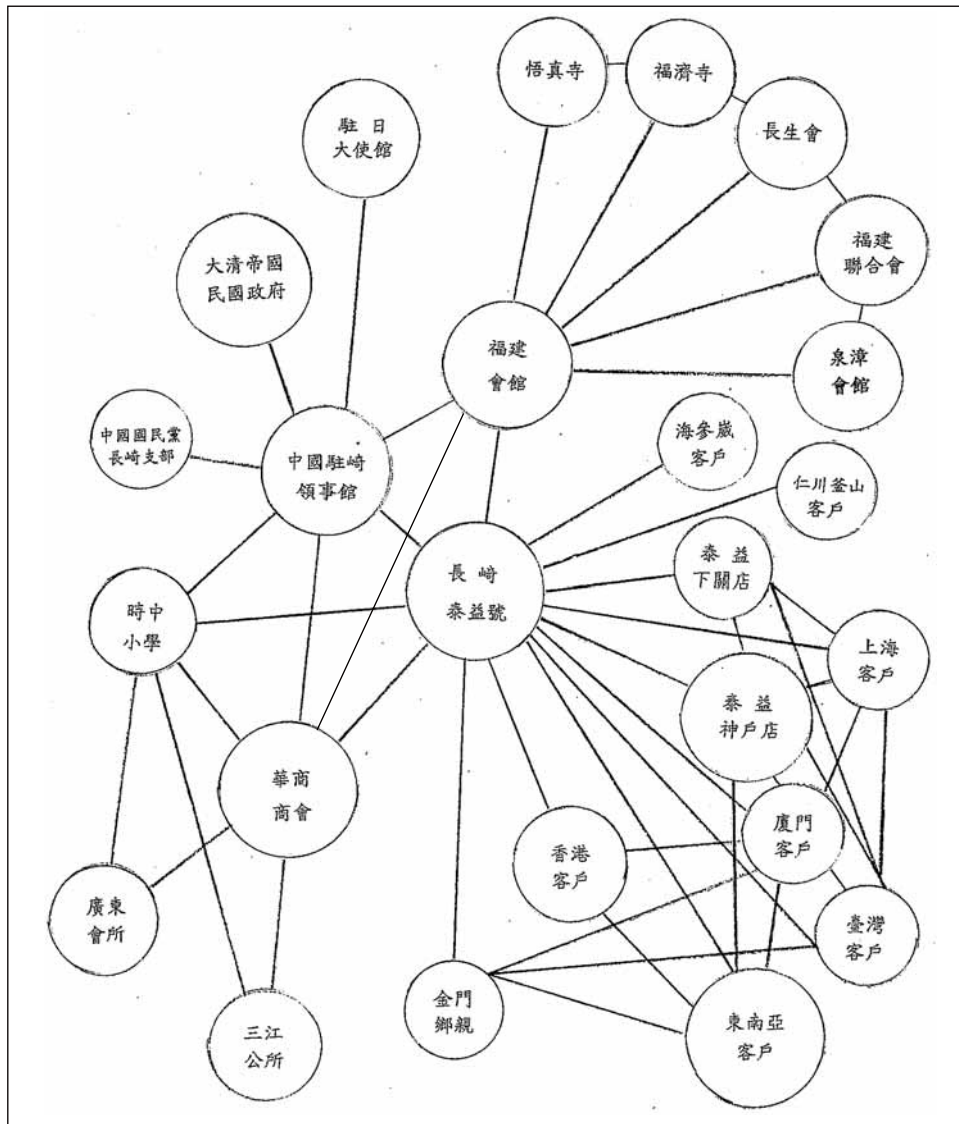 悟真寺
福濟寺
長生會
駐日
大使館
福建
聯合會
大清帝國
民國政府
福建
會館
泉漳
會館
中國國民黨
長崎支部
中國駐崎
領事館
海參崴
客戶
仁川釜山
客戶
長崎
泰益號
泰益
下關店
時中
小學
上海
客戶
泰益
神戶店
華商
商會
廈門
客戶
香港
客戶
廣東
會所
臺灣
客戶
金門
鄉親
東南亞
客戶
三江
公所